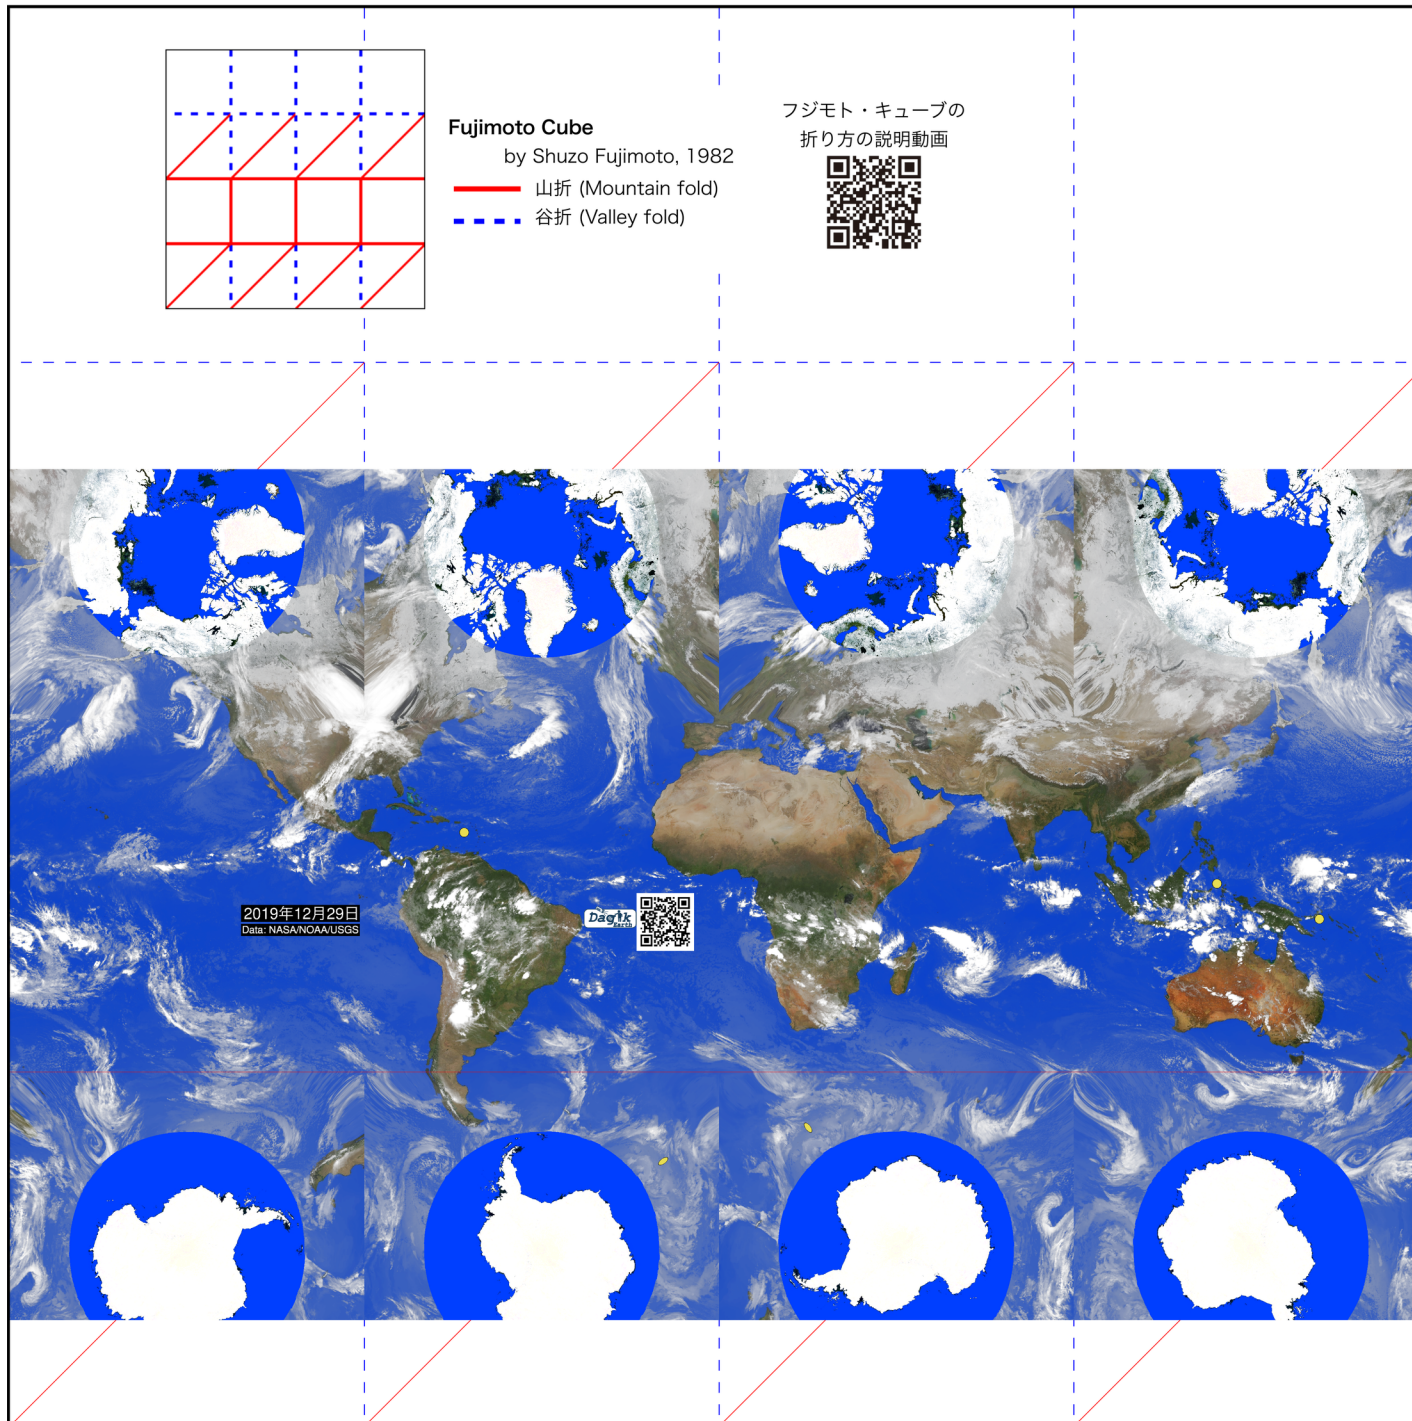 フジモト・キューブの
折り方の説明動画
Fujimoto Cube
by Shuzo Fujimoto, 1982
山折 (Mountain fold)
谷折 (Valley fold)
2019年12月29日
Data: NASA/NOAA/USGS
Dagik
Earth